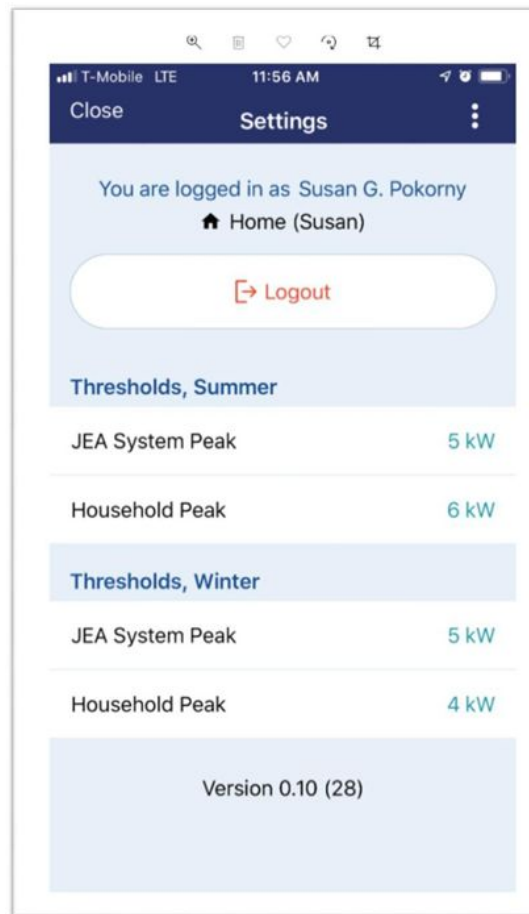 T-Mobile LTE 11:56 AM
Close Settings
You are logged in as Susan G. Pokorny
Home (Susan)
Logout
Thresholds, Summer
JEA System Peak 5 kW
Household Peak 6 kW
Thresholds, Winter
JEA System Peak 5 kW
Household Peak 4 kW
Version 0.10 (28)